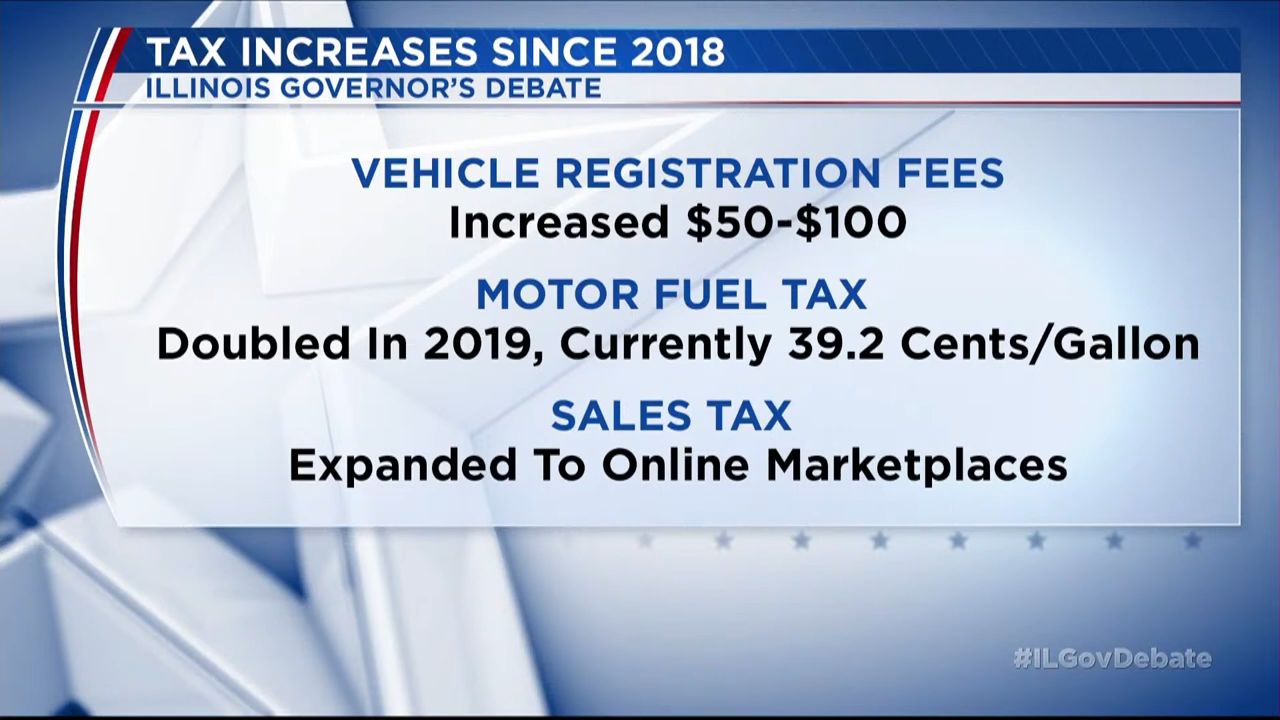 TAX INCREASES SINCE 2018
ILLINOIS GOVERNOR'S DEBATE
VEHICLE REGISTRATION FEES
Increased $50-$100
MOTOR FUEL TAX
Doubled In 2019, Currently 39.2 Cents/Gallon
SALES TAX
Expanded To Online Marketplaces
#ILGovDebate